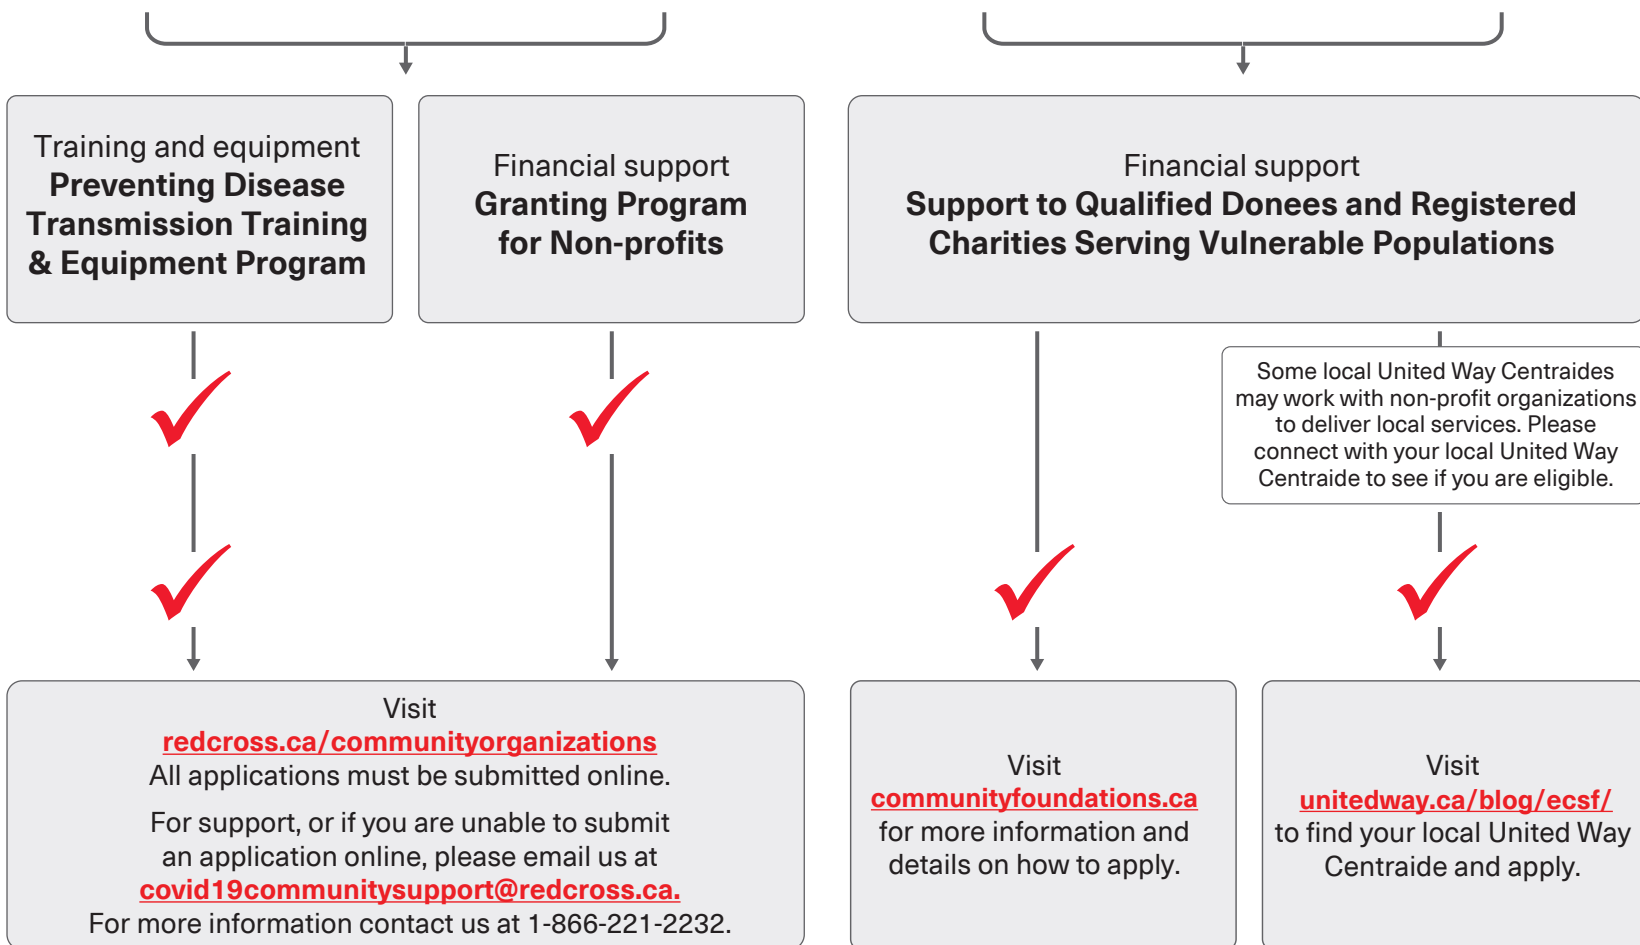 Training and equipment
Preventing Disease
Transmission Training
& Equipment Program
Financial support
Granting Program
for Non-profits
Financial support
Support to Qualified Donees and Registered
Charities Serving Vulnerable Populations
Some local United Way Centraides
may work with non-profit organizations
to deliver local services. Please
connect with your local United Way
Centraide to see if you are eligible.
Visit
redcross.ca/communityorganizations
All applications must be submitted online.
For support, or if you are unable to submit
an application online, please email us at
covid19communitysupport@redcross.ca.
For more information contact us at 1-866-221-2232.
Visit
communityfoundations.ca
for more information and
details on how to apply.
Visit
unitedway.ca/blog/ecsf/
to find your local United Way
Centraide and apply.